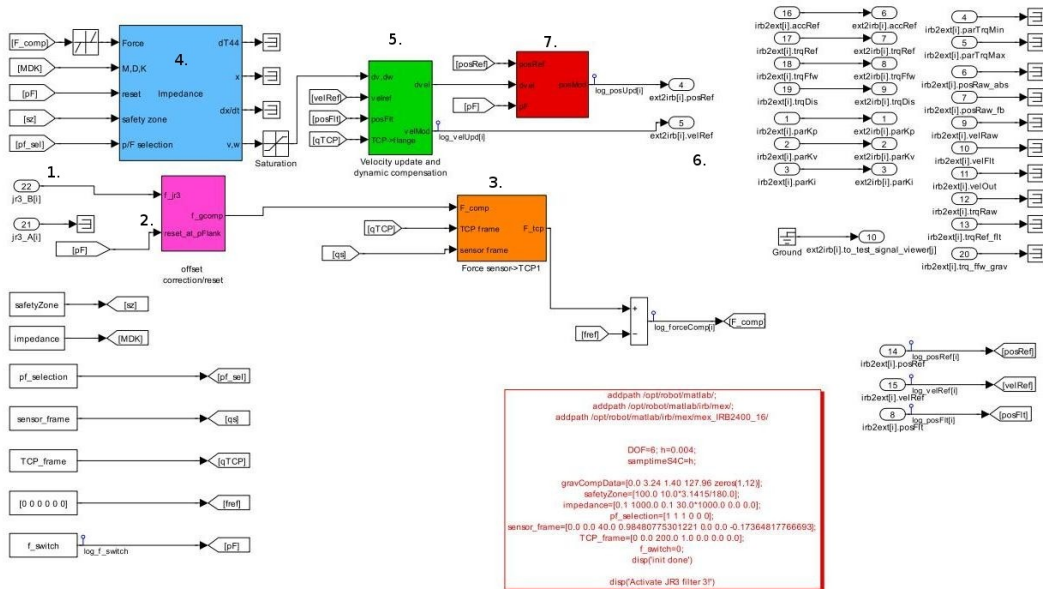 [F_comp]
[MDK]
[pF]
[sz]
[pf_sel]
Force
M,D,K
reset
safety zone
p/F selection
4.
Impedance
dT44
x
dx/dt
v,w
Saturation
5.
[velRef]
[posFlt]
[qTCP]
dv,dw
velref
posFlt
TCP->flange
dvel
velMod
log_velUpd[i]
Velocity update and
dynamic compensation
7.
[posRef]
[pF]
posRef
dvel
pF
posMod
log_posUpd[i]
4
ext2irb[i].posRef
5
ext2irb[i].velRef
6.
16
irb2ext[i].accRef
6
ext2irb[i].accRef
17
irb2ext[i].trqRef
7
ext2irb[i].trqRef
18
irb2ext[i].trqFfw
8
ext2irb[i].trqFfw
19
irb2ext[i].trqDis
9
ext2irb[i].trqDis
1
irb2ext[i].parKp
1
ext2irb[i].parKp
2
irb2ext[i].parKv
2
ext2irb[i].parKv
3
irb2ext[i].parKi
3
ext2irb[i].parKi
Ground
10
ext2irb[i].to_test_signal_viewer[j]
4
irb2ext[i].parTrqMin
5
irb2ext[i].parTrqMax
6
irb2ext[i].posRaw_abs
7
irb2ext[i].posRaw_fb
9
irb2ext[i].velRaw
10
irb2ext[i].velFlt
11
irb2ext[i].velOut
12
irb2ext[i].trqRaw
13
irb2ext[i].trqRef_flt
20
irb2ext[i].trq_ffw_grav
1.
22
jr3_B[i]
21
jr3_A[i]
2.
[pF]
f_jr3
f_gcomp
reset_at_pFlank
offset
correction/reset
3.
[qTCP]
[qs]
F_comp
TCP frame
sensor frame
F_tcp
Force sensor->TCP1
[fref]
+
−
log_forceComp[i]
[F_comp]
safetyZone
[sz]
impedance
[MDK]
pf_selection
[pf_sel]
sensor_frame
[qs]
TCP_frame
[qTCP]
[0 0 0 0 0 0]
[fref]
f_switch
log_f_switch
[pF]
14
irb2ext[i].posRef
log_posRef[i]
[posRef]
15
irb2ext[i].velRef
log_velRef[i]
[velRef]
8
irb2ext[i].posFlt
log_posFlt[i]
[posFlt]
addpath /opt/robot/matlab/;
addpath /opt/robot/matlab/irb/mex/;
addpath /opt/robot/matlab/irb/mex/mex_IRB2400_16/
DOF=6; h=0.004;
samptimeS4C=h;
gravCompData=[0.0 3.24 1.40 127.96 zeros(1,12)];
safetyZone=[100.0 10.0*3.1415/180.0];
impedance=[0.1 1000.0 0.1 30.0*1000.0 0.0 0.0];
pf_selection=[1 1 1 0 0 0];
sensor_frame=[0.0 0.0 40.0 0.98480775301221 0.0 0.0 -0.17364817766693];
TCP_frame=[0 0.0 200.0 1.0 0.0 0.0 0.0];
f_switch=0;
disp('init done')
disp('Activate JR3 filter 3!')